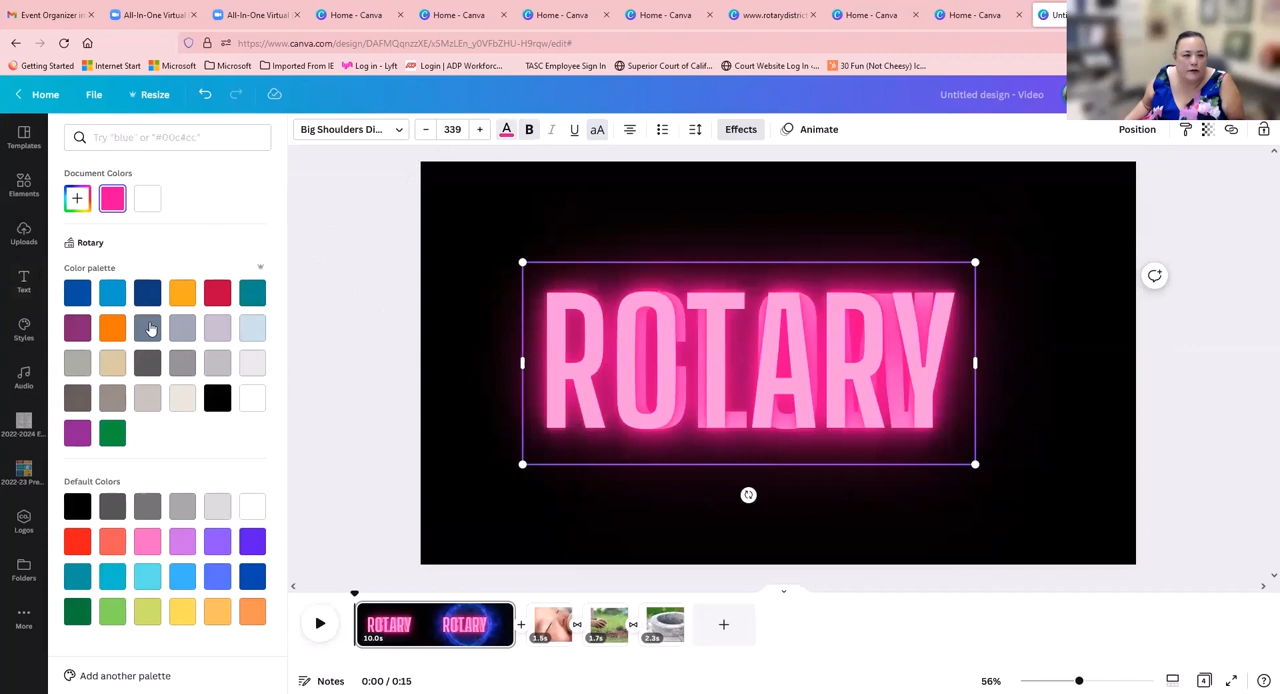 Event Organizer in
All-In-One Virtual
All-In-One Virtual
Home - Canva
Home - Canva
Home - Canva
Home - Canva
www.rotarydistrict
Home - Canva
Home - Canva
Unti
https://www.canva.com/design/DAFMQqnzzXE/xSMzLEn_y0VFbZHU-H9rqw/edit#
Getting Started
Internet Start
Microsoft
Microsoft
Imported From IE
Log in - Lyft
Login | ADP Workfo...
TASC Employee Sign In
Superior Court of Calif...
Court Website Log In -...
30 Fun (Not Cheesy) Ic...
Home
File
Resize
Untitled design - Video
Templates
Elements
Uploads
Text
Styles
Audio
2022-2024 E...
2022-23 Pre...
Logos
Folders
More
Try "blue" or "#00c4cc"
Document Colors
Rotary
Color palette
Default Colors
Add another palette
Big Shoulders Di...
- 339 +
A B I U aA
Effects
Animate
Position
ROTARY
ROTARY
ROTARY
10.0s
1.5s
1.7s
2.3s
Notes
0:00 / 0:15
56%
4
CO.